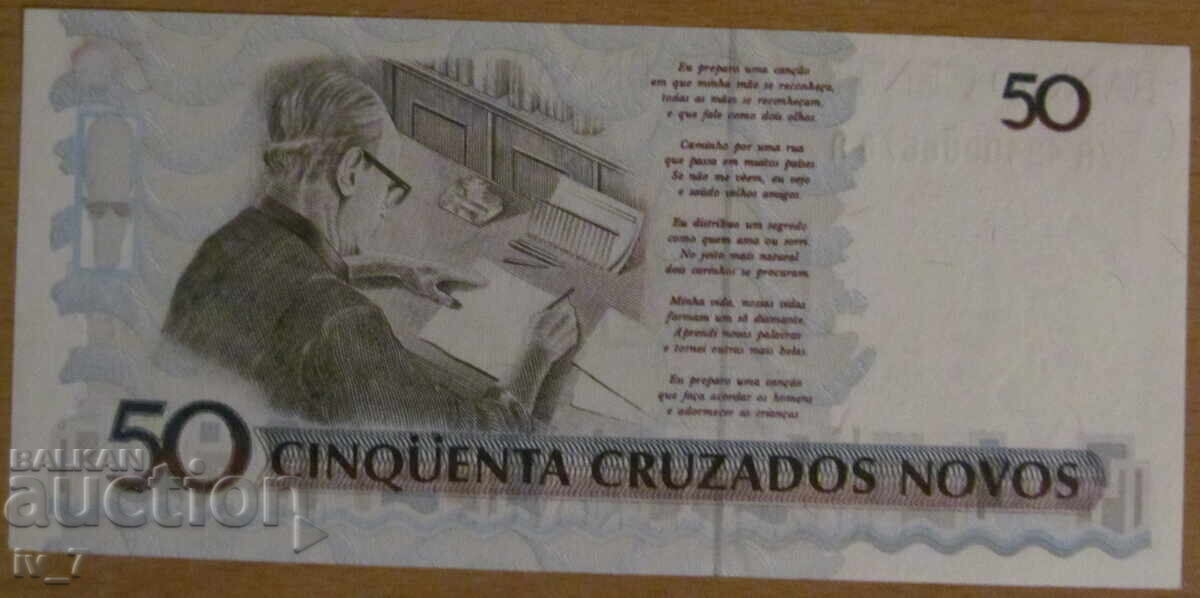 Eu preparo uma canção
em que minha mãe se reconheça,
todas as mães se reconheçam,
e que fale como dois olhos.
Caminho por uma rua
que passa em muitos países.
Se não me vêem, eu vejo
e saúdo velhos amigos.
Eu distribuo um segredo
como quem ama ou sorri.
No jeito mais natural
dois carinhos se procuram.
Minha vida, nossas vidas
formam um só diamante.
Aprendi novas palavras
e tornei outras mais belas.
Eu preparo uma canção
que faça acordar os homens
e adormecer as crianças
50
50 CINQÜENTA CRUZADOS NOVOS
BALKAN
auction
iv_7